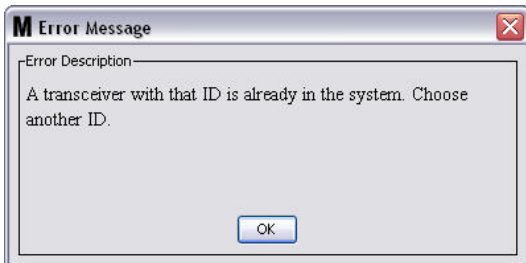 M Error Message
Error Description
A transceiver with that ID is already in the system. Choose
another ID.
OK